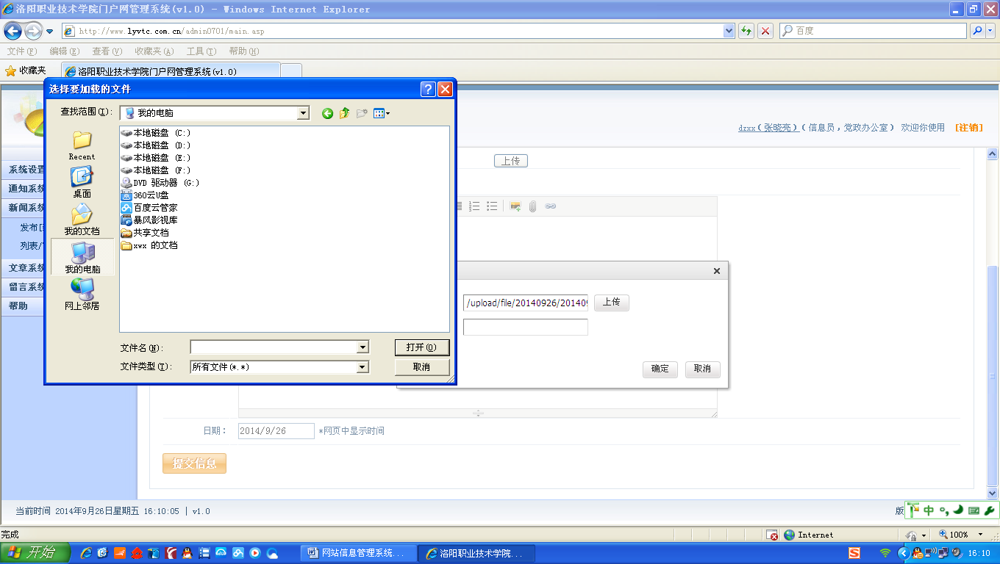 洛阳职业技术学院门户网管理系统(v1.0) - Windows Internet Explorer
http://www.lyvtc.com.cn/admin0701/main.asp
百度
文件(F) 编辑(E) 查看(V) 收藏夹(A) 工具(T) 帮助(H)
收藏夹
洛阳职业技术学院门户网管理系统(v1.0)
选择要加载的文件
查找范围(I):
我的电脑
Recent
桌面
我的文档
我的电脑
网上邻居
本地磁盘 (C:)
本地磁盘 (D:)
本地磁盘 (E:)
本地磁盘 (F:)
DVD 驱动器 (G:)
360云U盘
百度云管家
暴风影视库
共享文档
xwx 的文档
文件名(N):
打开(O)
文件类型(T):
所有文件(*.*)
取消
dzxx(张晓亮)(信息员，党政办公室) 欢迎你使用 [注销]
系统设置
通知系统
新闻系统
发布[
列表/
文章系统
留言系统
帮助
上传
/upload/file/20140926/20140
上传
确定
取消
日期：
2014/9/26
*网页中显示时间
提交信息
当前时间 2014年9月26日星期五 16:10:05 | v1.0
版
中
完成
Internet
100%
开始
网站信息管理系统...
洛阳职业技术学院...
16:10